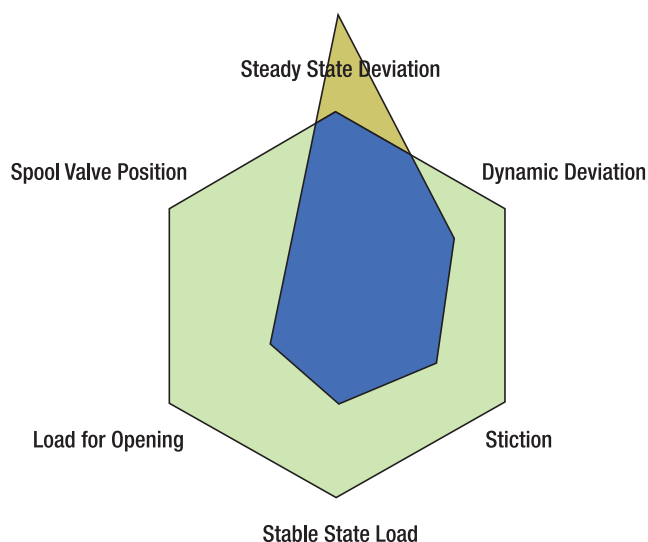 Steady State Deviation
Spool Valve Position
Dynamic Deviation
Load for Opening
Stiction
Stable State Load